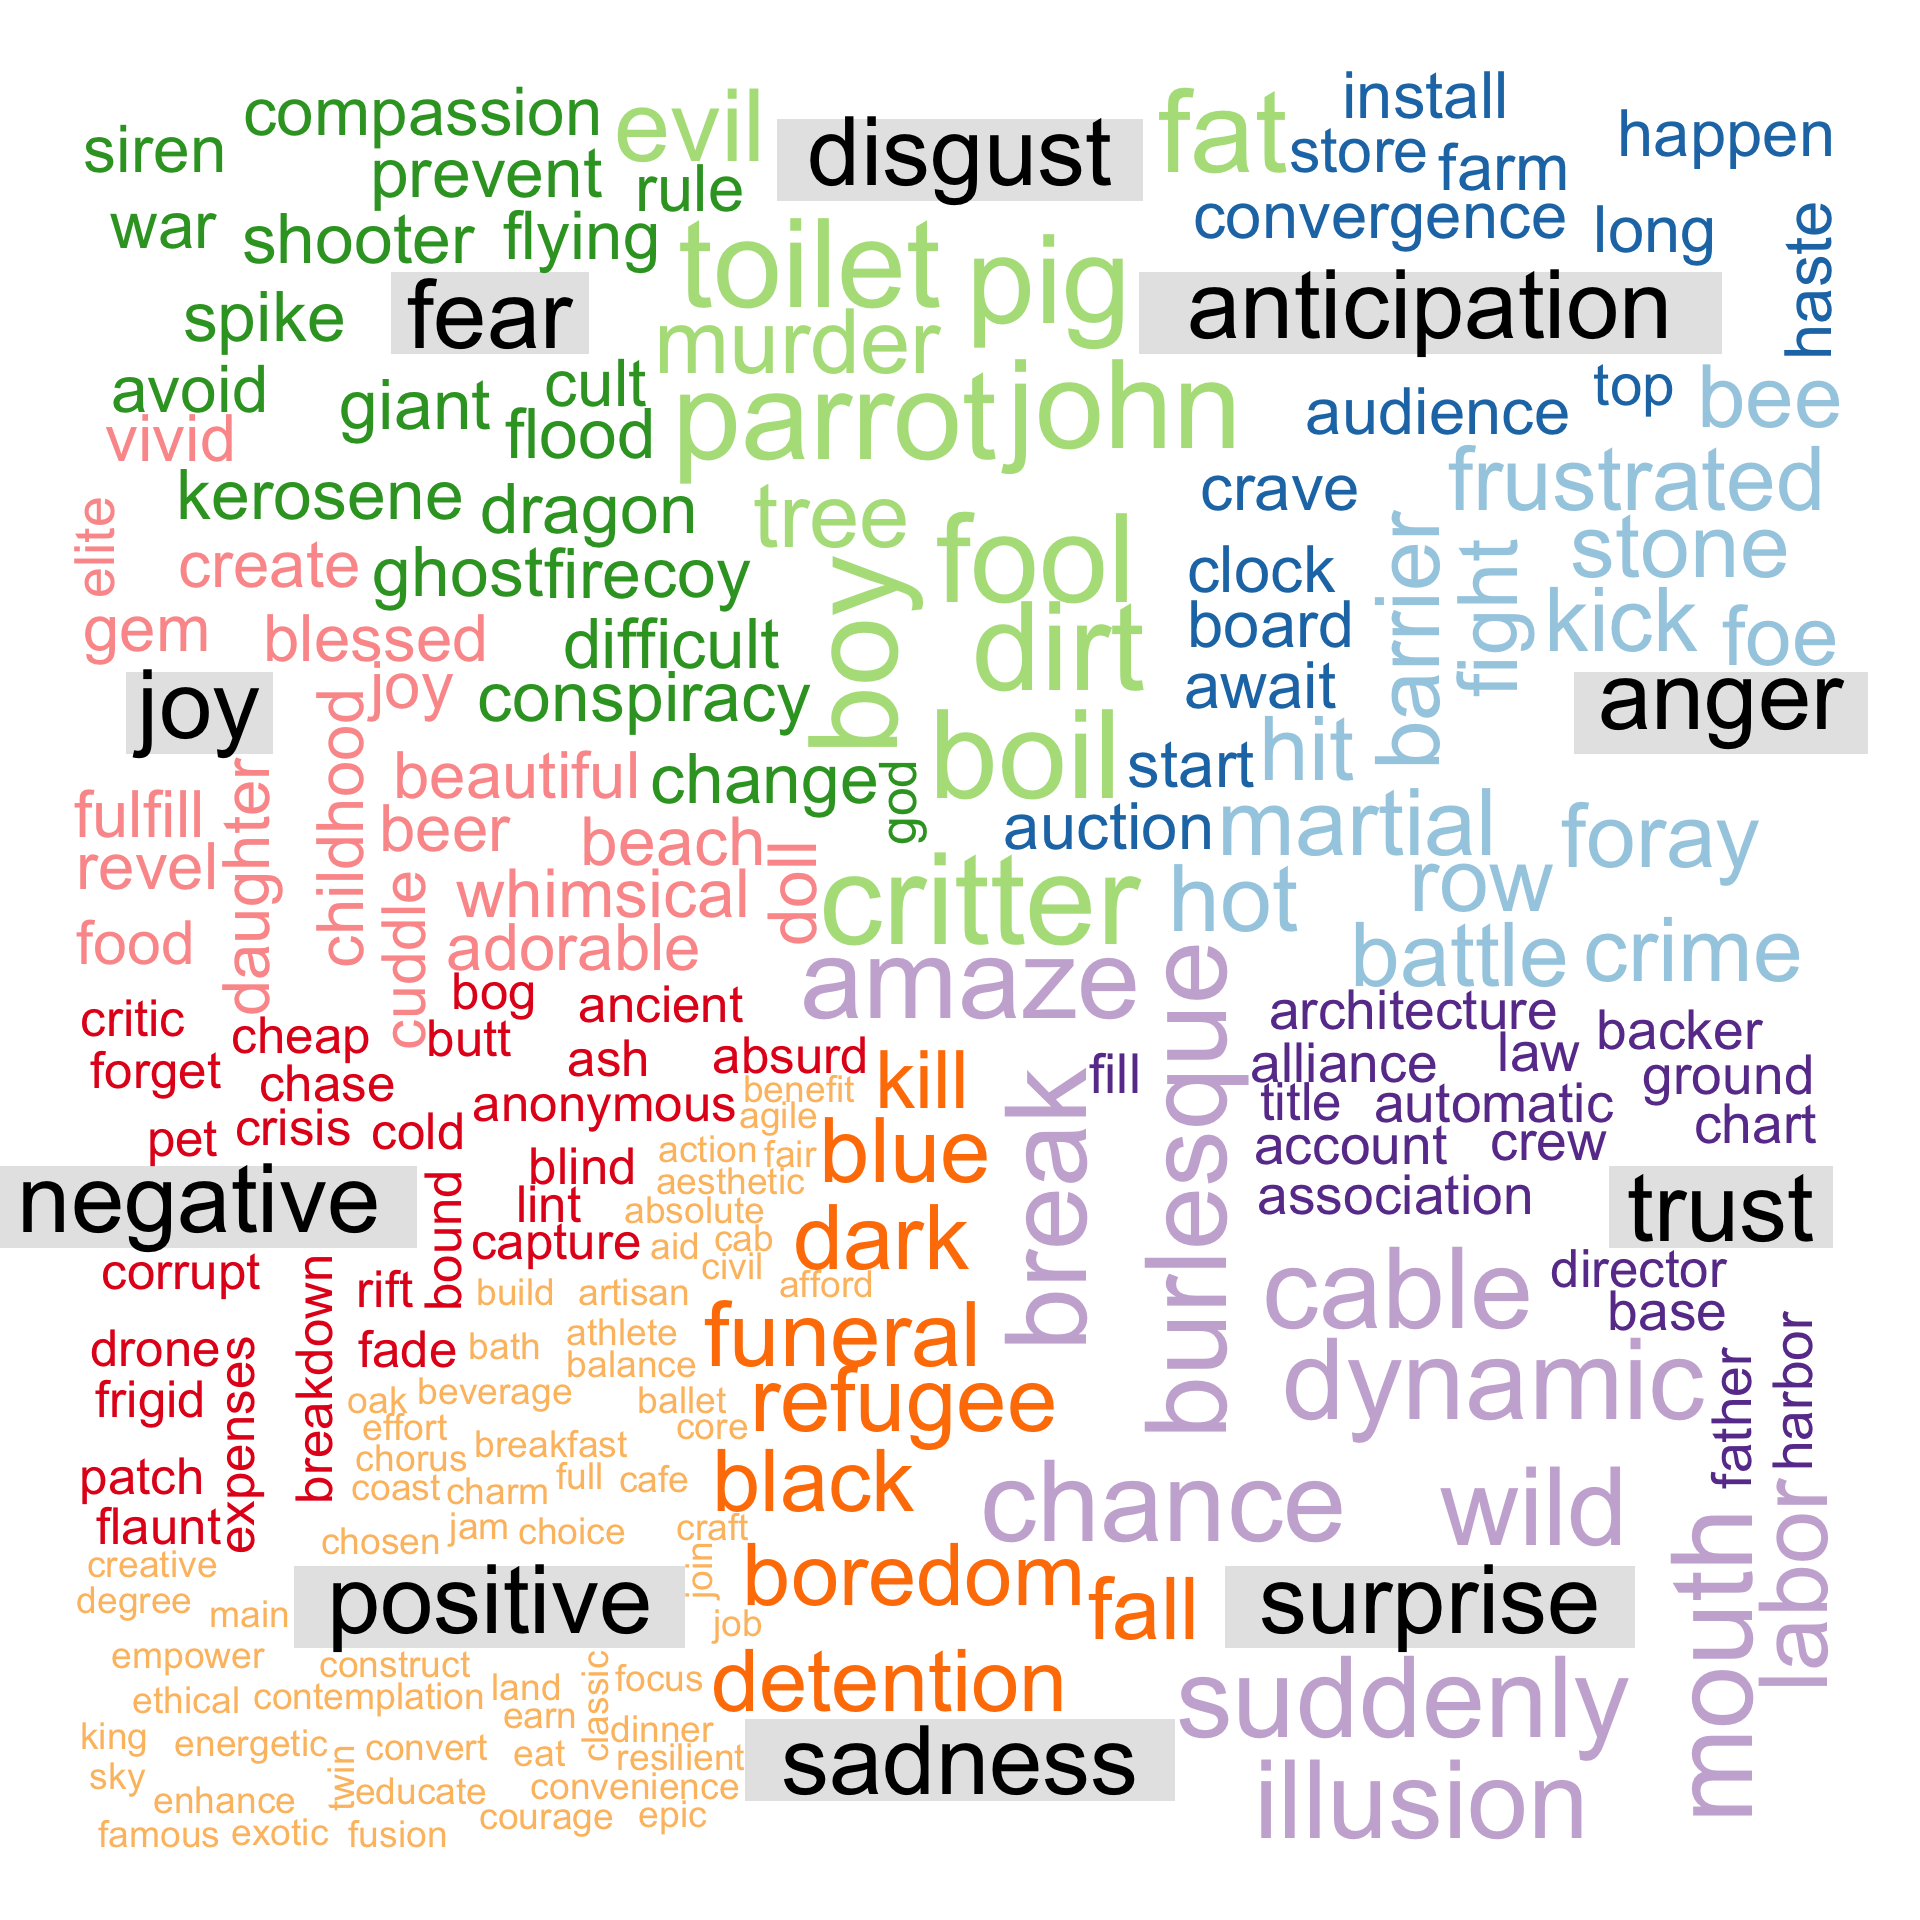 compassion
siren
prevent
evil
rule
disgust
fat
install
store
farm
happen
war
shooter
flying
toilet
pig
convergence
long
haste
spike
fear
murder
anticipation
avoid
giant
cult
flood
parrot
john
audience
top
bee
vivid
kerosene
dragon
tree
crave
frustrated
elite
create
ghost
fire
coy
boy
fool
clock
barrier
fight
stone
gem
blessed
difficult
dirt
board
kick
foe
joy
joy
childhood
conspiracy
await
anger
beautiful
change
god
boil
start
hit
fulfill
daughter
beer
beach
doll
auction
martial
foray
revel
cuddle
whimsical
critter
hot
row
food
adorable
battle
crime
critic
cheap
bog
butt
ancient
amaze
burlesque
architecture
backer
forget
chase
ash
absurd
kill
break
fill
alliance
law
ground
benefit
pet
crisis
cold
anonymous
agile
title
automatic
chart
action
fair
blue
account
crew
negative
bound
blind
lint
aesthetic
absolute
association
trust
capture
aid
cab
civil
dark
corrupt
breakdown
rift
build
artisan
afford
cable
director
base
drone
expenses
fade
bath
athlete
balance
funeral
dynamic
father
harbor
frigid
oak
beverage
ballet
refugee
effort
core
patch
chorus
breakfast
coast
charm
full
cafe
black
chance
wild
mouth
labor
flaunt
chosen
jam
choice
craft
creative
join
boredom
fall
degree
main
positive
job
surprise
empower
construct
land
classic
focus
detention
suddenly
ethical
contemplation
earn
king
energetic
convert
eat
dinner
resilient
sadness
sky
twin
enhance
educate
convenience
illusion
famous
exotic
fusion
courage
epic